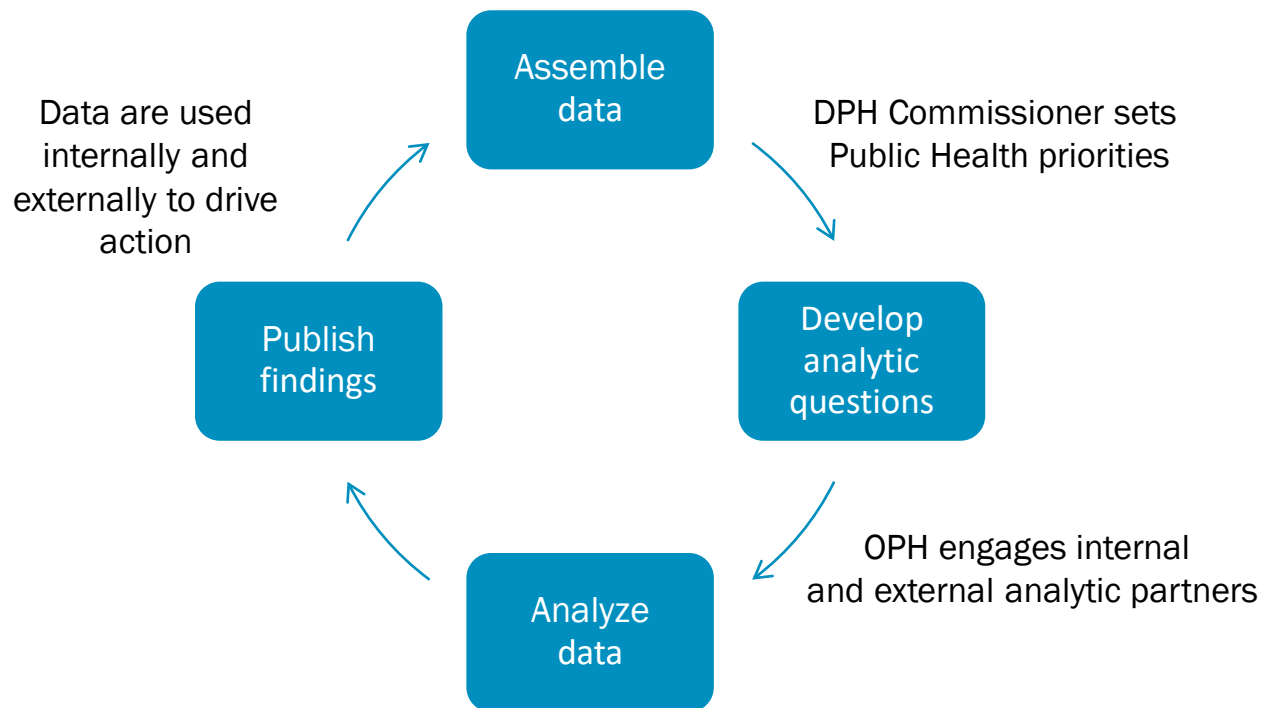 Assemble
data
Data are used
internally and
externally to drive
action
DPH Commissioner sets
Public Health priorities
Publish
findings
Develop
analytic
questions
OPH engages internal
and external analytic partners
Analyze
data